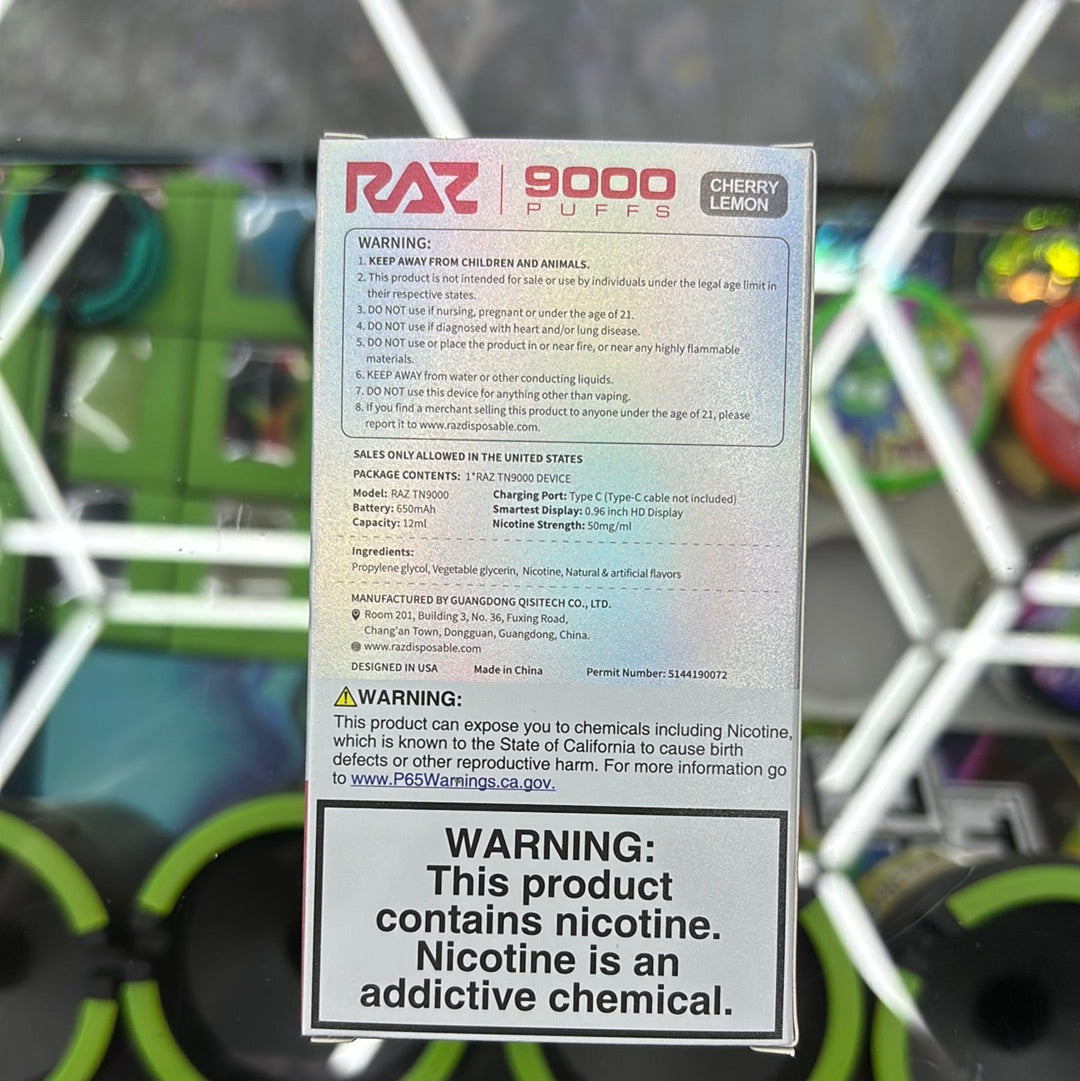 RAZ
9000
PUFFS
CHERRY
LEMON
WARNING:
1. KEEP AWAY FROM CHILDREN AND ANIMALS.
2. This product is not intended for sale or use by individuals under the legal age limit in
their respective states.
3. DO NOT use if nursing, pregnant or under the age of 21.
4. DO NOT use if diagnosed with heart and/or lung disease.
5. DO NOT use or place the product in or near fire, or near any highly flammable
materials.
6. KEEP AWAY from water or other conducting liquids.
7. DO NOT use this device for anything other than vaping.
8. If you find a merchant selling this product to anyone under the age of 21, please
report it to www.razdisposable.com.
SALES ONLY ALLOWED IN THE UNITED STATES
PACKAGE CONTENTS: 1*RAZ TN9000 DEVICE
Model: RAZ TN9000
Battery: 650mAh
Capacity: 12ml
Charging Port: Type C (Type-C cable not included)
Smartest Display: 0.96 inch HD Display
Nicotine Strength: 50mg/ml
Ingredients:
Propylene glycol, Vegetable glycerin, Nicotine, Natural & artificial flavors
MANUFACTURED BY GUANGDONG QISITECH CO., LTD.
Room 201, Building 3, No. 36, Fuxing Road,
Chang'an Town, Dongguan, Guangdong, China.
www.razdisposable.com
DESIGNED IN USA Made in China Permit Number: 5144190072
WARNING:
This product can expose you to chemicals including Nicotine,
which is known to the State of California to cause birth
defects or other reproductive harm. For more information go
to www.P65Warnings.ca.gov.
WARNING:
This product
contains nicotine.
Nicotine is an
addictive chemical.